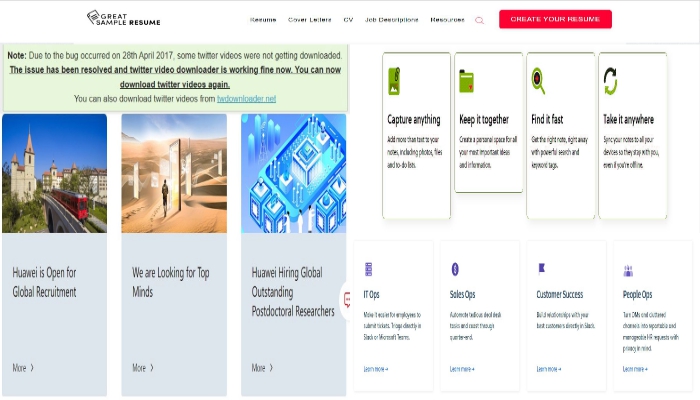 GREAT
SAMPLE RESUME
Resume Cover Letters CV Job Descriptions Resources
CREATE YOUR RESUME
Note: Due to the bug occurred on 28th April 2017, some twitter videos were not getting downloaded.
The issue has been resolved and twitter video downloader is working fine now. You can now
download twitter videos again.
You can also download twitter videos from twdownloader.net
Huawei is Open for
Global Recruitment
More
We are Looking for Top
Minds
More
Huawei Hiring Global
Outstanding
Postdoctoral Researchers
More
Capture anything
Add more than text to your
notes, including photos, files
and to-do lists.
Keep it together
Create a personal space for all
your most important ideas
and information.
Find it fast
Get the right note, right away
with powerful search and
keyword tags.
Take it anywhere
Sync your notes to all your
devices so they stay with you,
even if you're offline.
IT Ops
Make it easier for employees to
submit tickets. Triage directly in
Slack or Microsoft Teams.
Learn more
Sales Ops
Automate tedious deal desk
tasks and coast through
quarter-end.
Learn more
Customer Success
Build relationships with your
best customers directly in Slack.
Learn more
People Ops
Turn DMs and cluttered
channels into reportable and
manageable HR requests with
privacy in mind.
Learn more